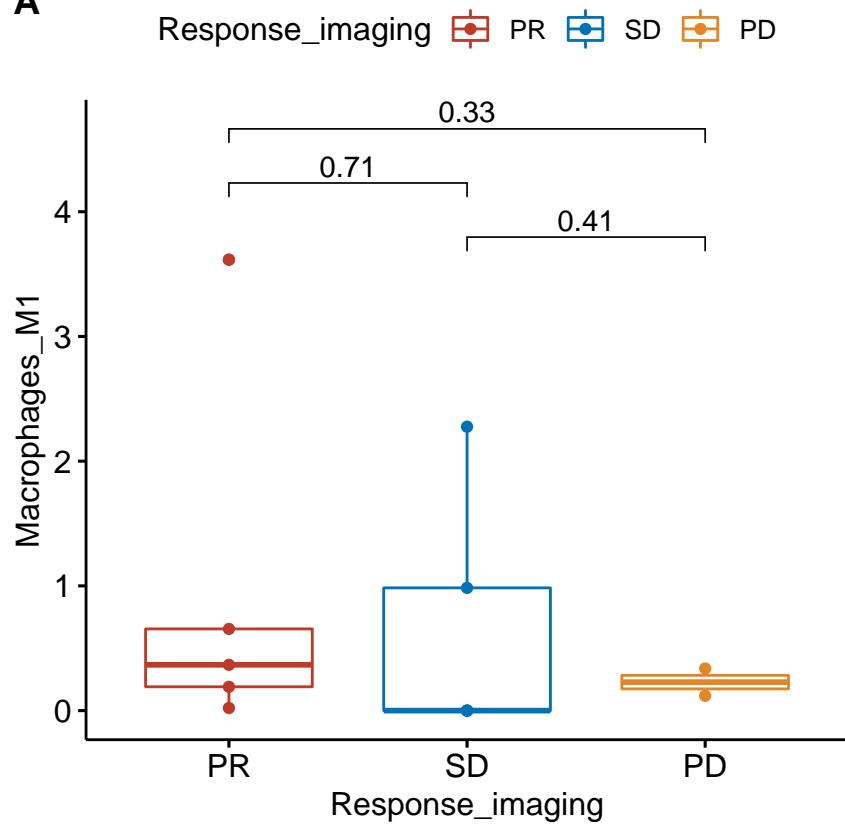 A
Response_imaging PR SD PD
0.33
0.71
0.41
Macrophages_M1
4
3
2
1
0
PR SD PD
Response_imaging